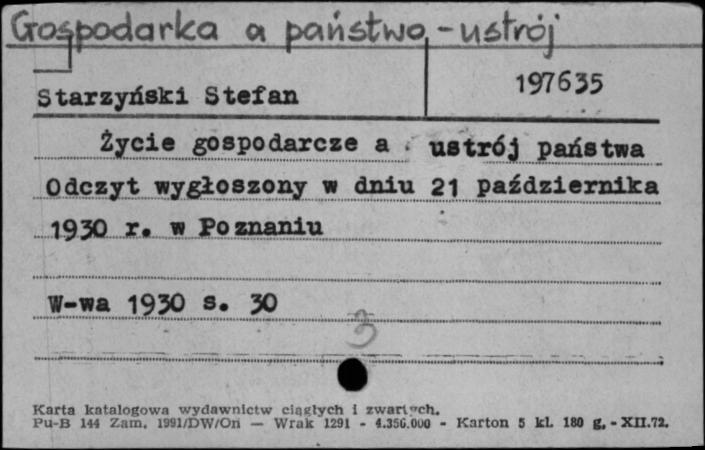 Gospodarka a państwo - ustrój
197635
Starzyński Stefan
Życie gospodarcze a ustrój państwa
Odczyt wygłoszony w dniu 21 października
1930 r. w Poznaniu
W-wa 1930 s. 30
3
Karta katalogowa wydawnictw ciągłych i zwartych.
Pu-B 144 Zam. 1991/DW/On — Wrak 1291 - 4.356.000 - Karton 5 kl. 180 g. - XII.72.